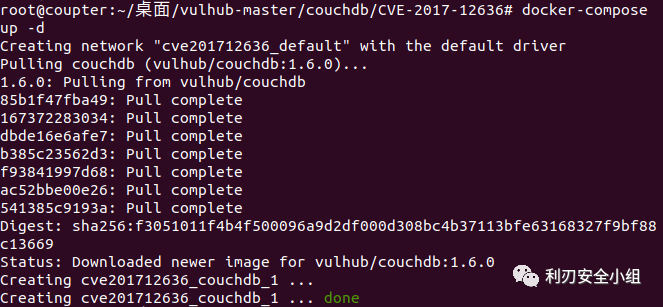 root@coupter:~/桌面/vulhub-master/couchdb/CVE-2017-12636# docker-compose
up -d
Creating network "cve201712636_default" with the default driver
Pulling couchdb (vulhub/couchdb:1.6.0)...
1.6.0: Pulling from vulhub/couchdb
85b1f47fba49: Pull complete
167372283034: Pull complete
dbde16e6afe7: Pull complete
b385c23562d3: Pull complete
f93841997d68: Pull complete
ac52bbe00e26: Pull complete
541385c9193a: Pull complete
Digest: sha256:f3051011f4b4f500096a9d2df000d308bc4b37113bfe63168327f9bf88
c13669
Status: Downloaded newer image for vulhub/couchdb:1.6.0
Creating cve201712636_couchdb_1 ...
Creating cve201712636_couchdb_1 ... done
利刃安全小组